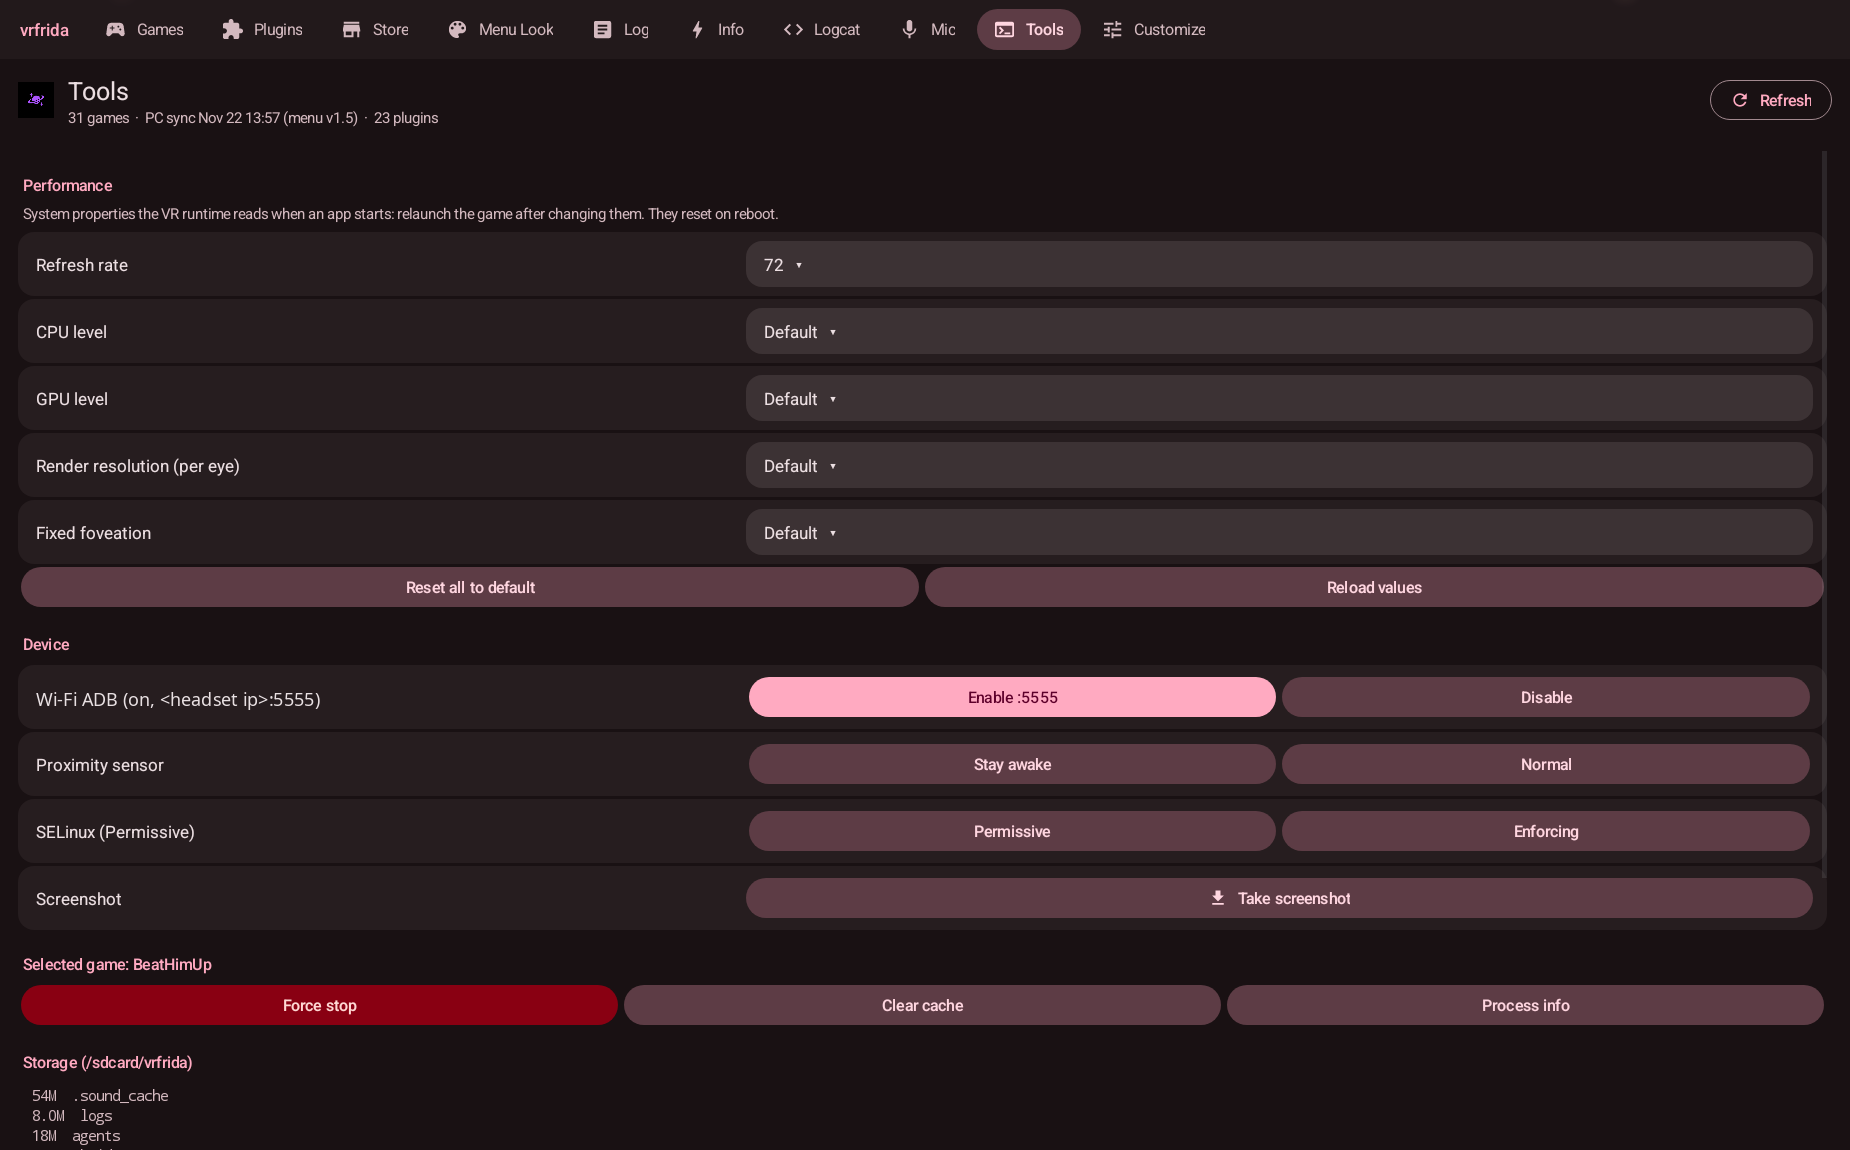 vrfrida Games Plugins Store Menu Look Log Info Logcat Mic Tools Customize
Tools
31 games · PC sync Nov 22 13:57 (menu v1.5) · 23 plugins
Refresh
Performance
System properties the VR runtime reads when an app starts: relaunch the game after changing them. They reset on reboot.
Refresh rate 72
CPU level Default
GPU level Default
Render resolution (per eye) Default
Fixed foveation Default
Reset all to default Reload values
Device
Wi-Fi ADB (on, <headset ip>:5555) Enable :5555 Disable
Proximity sensor Stay awake Normal
SELinux (Permissive) Permissive Enforcing
Screenshot Take screenshot
Selected game: BeatHimUp
Force stop Clear cache Process info
Storage (/sdcard/vrfrida)
54M .sound_cache
8.0M logs
18M agents